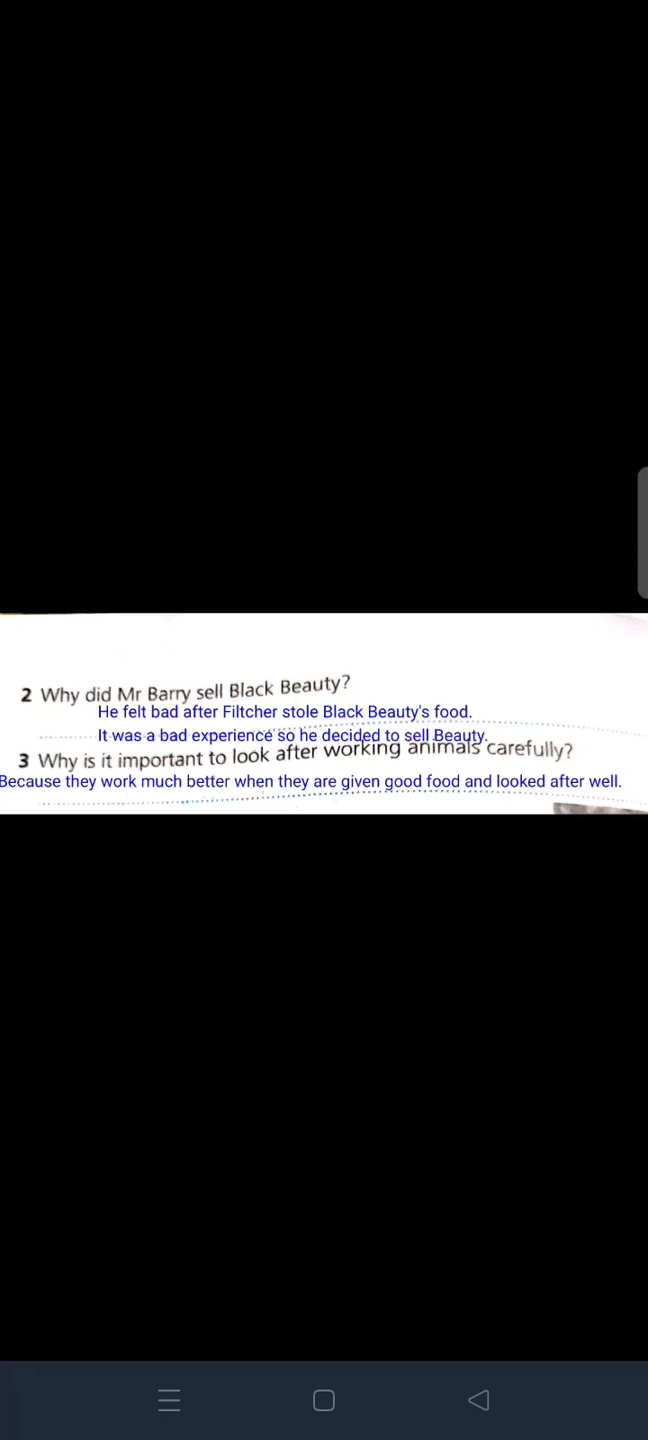 2 Why did Mr Barry sell Black Beauty?
He felt bad after Filtcher stole Black Beauty's food.
It was a bad experience so he decided to sell Beauty.
3 Why is it important to look after working animals carefully?
Because they work much better when they are given good food and looked after well.